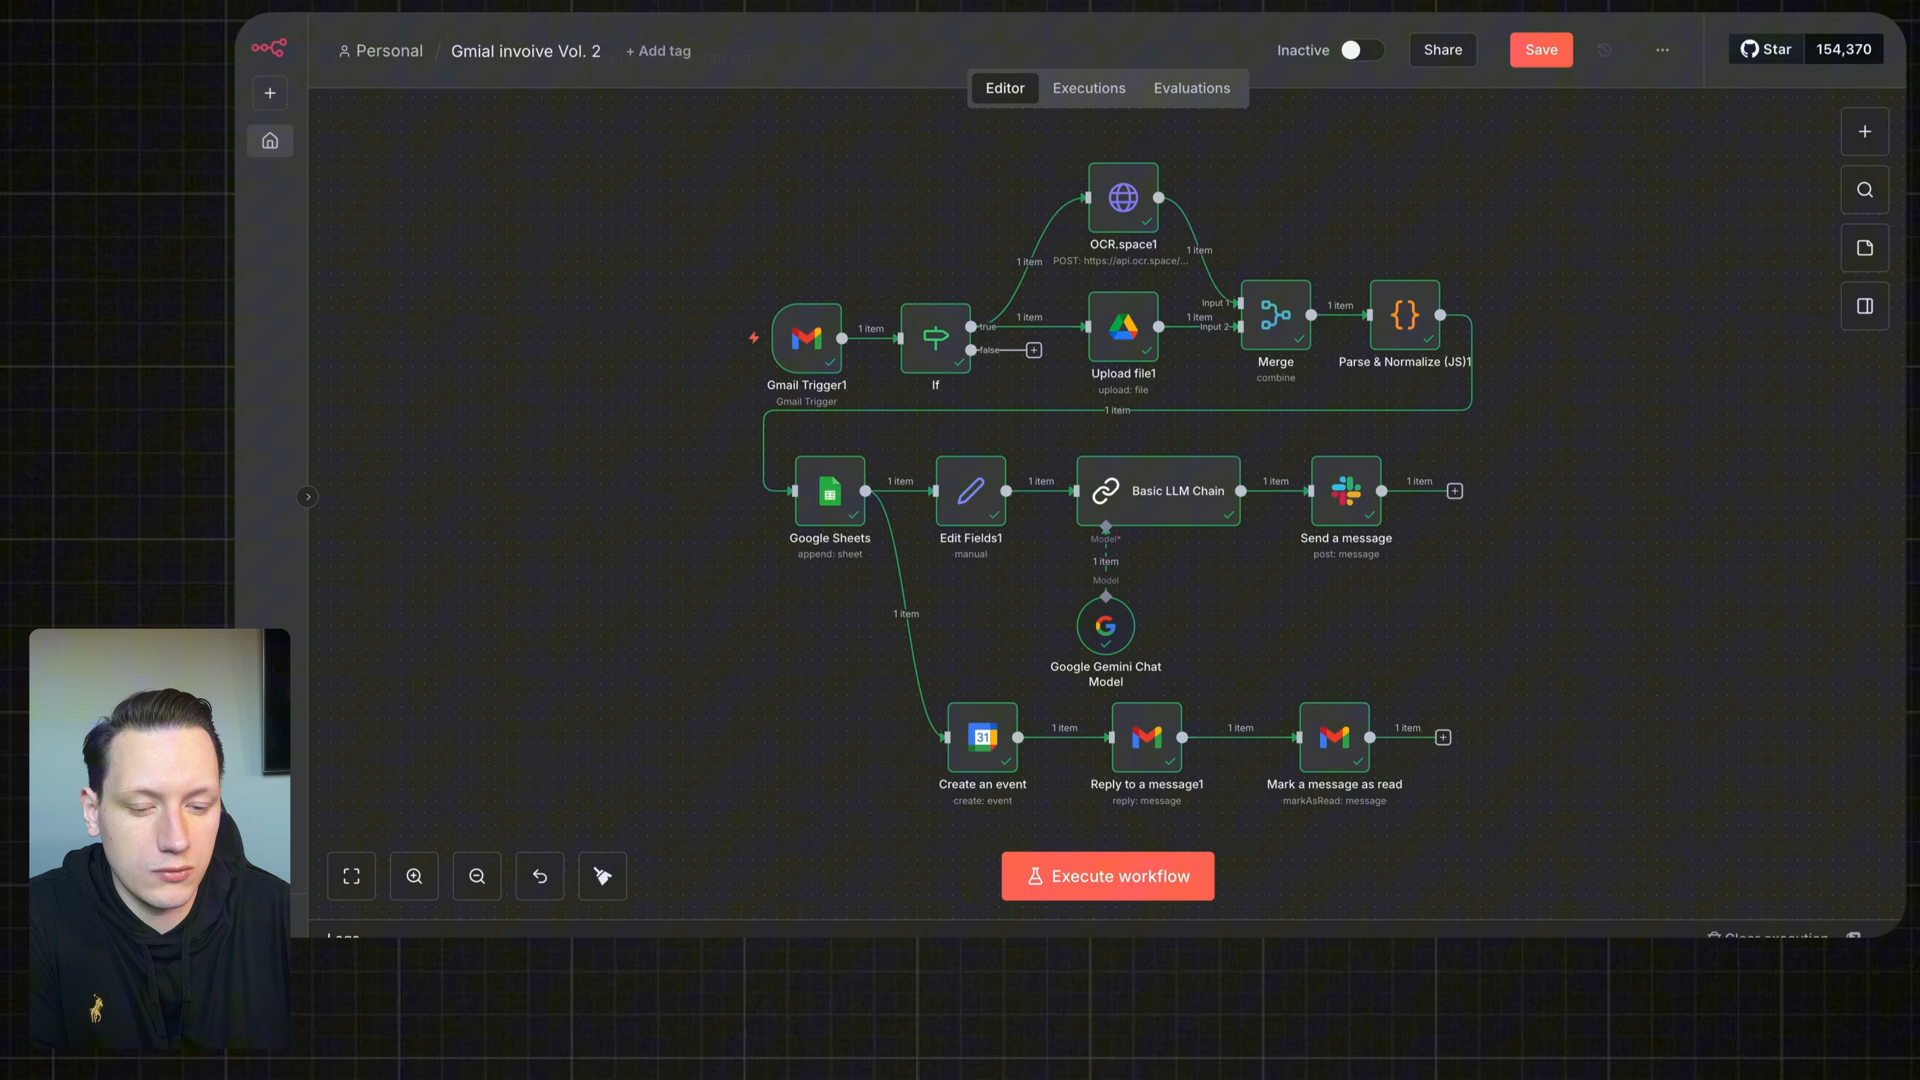 Personal / Gmial invoive Vol. 2 + Add tag
Inactive Share Save ... Star 154,370
Editor Executions Evaluations
OCR.space1
POST: https://api.ocr.space/...
1 item
1 item
Gmail Trigger1
Gmail Trigger
1 item
If
true
false
1 item
Upload file1
upload: file
1 item
Input 1
Input 2
Merge
combine
1 item
Parse & Normalize (JS)1
1 item
Google Sheets
append: sheet
1 item
Edit Fields1
manual
1 item
Basic LLM Chain
Model*
1 item
Model
Google Gemini Chat
Model
1 item
Send a message
post: message
1 item
1 item
31
Create an event
create: event
1 item
Reply to a message1
reply: message
1 item
Mark a message as read
markAsRead: message
1 item
Execute workflow
Logs
Clear execution